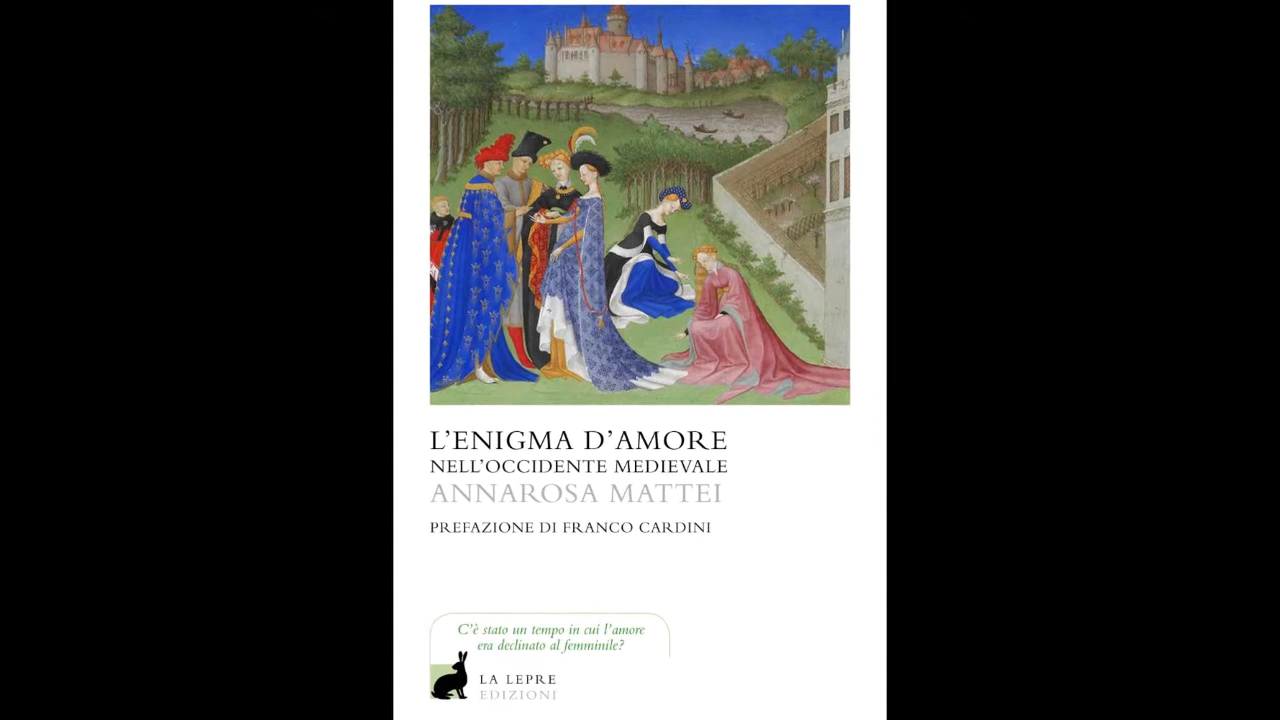 L'ENIGMA D'AMORE
NELL'OCCIDENTE MEDIEVALE
ANNAROSA MATTEI
PREFAZIONE DI FRANCO CARDINI
C'è stato un tempo in cui l'amore
era declinato al femminile?
LA LEPRE
EDIZIONI